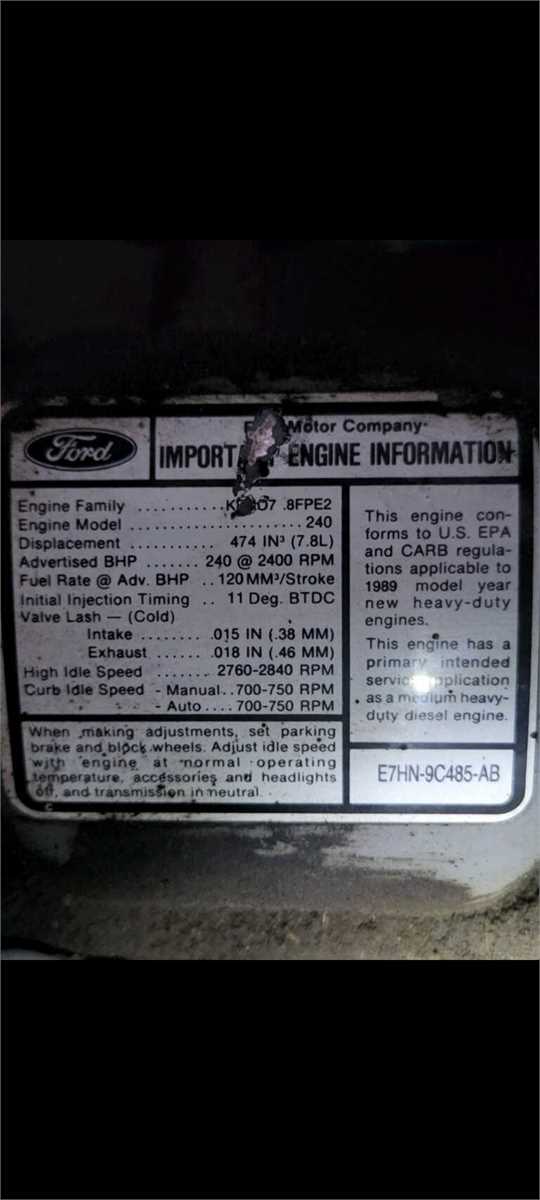 Ford
Motor Company
IMPORTANT ENGINE INFORMATION
Engine Family ........... .8FPE2
Engine Model .................... 240
Displacement ......... 474 IN³ (7.8L)
Advertised BHP ....... 240 @ 2400 RPM
Fuel Rate @ Adv. BHP .. 120MM³/Stroke
Initial Injection Timing .. 11 Deg. BTDC
Valve Lash — (Cold)
Intake ........ .015 IN (.38 MM)
Exhaust ....... .018 IN (.46 MM)
High Idle Speed ...... 2760-2840 RPM
Curb Idle Speed - Manual..700-750 RPM
- Auto ....700-750 RPM
When making adjustments, set parking
brake and block wheels. Adjust idle speed
with engine at normal operating
temperature, accessories and headlights
off, and transmission in neutral.
This engine con-
forms to U.S. EPA
and CARB regula-
tions applicable to
1989 model year
new heavy-duty
engines.
This engine has a
primary intended
service application
as a medium heavy-
duty diesel engine.
E7HN-9C485-AB